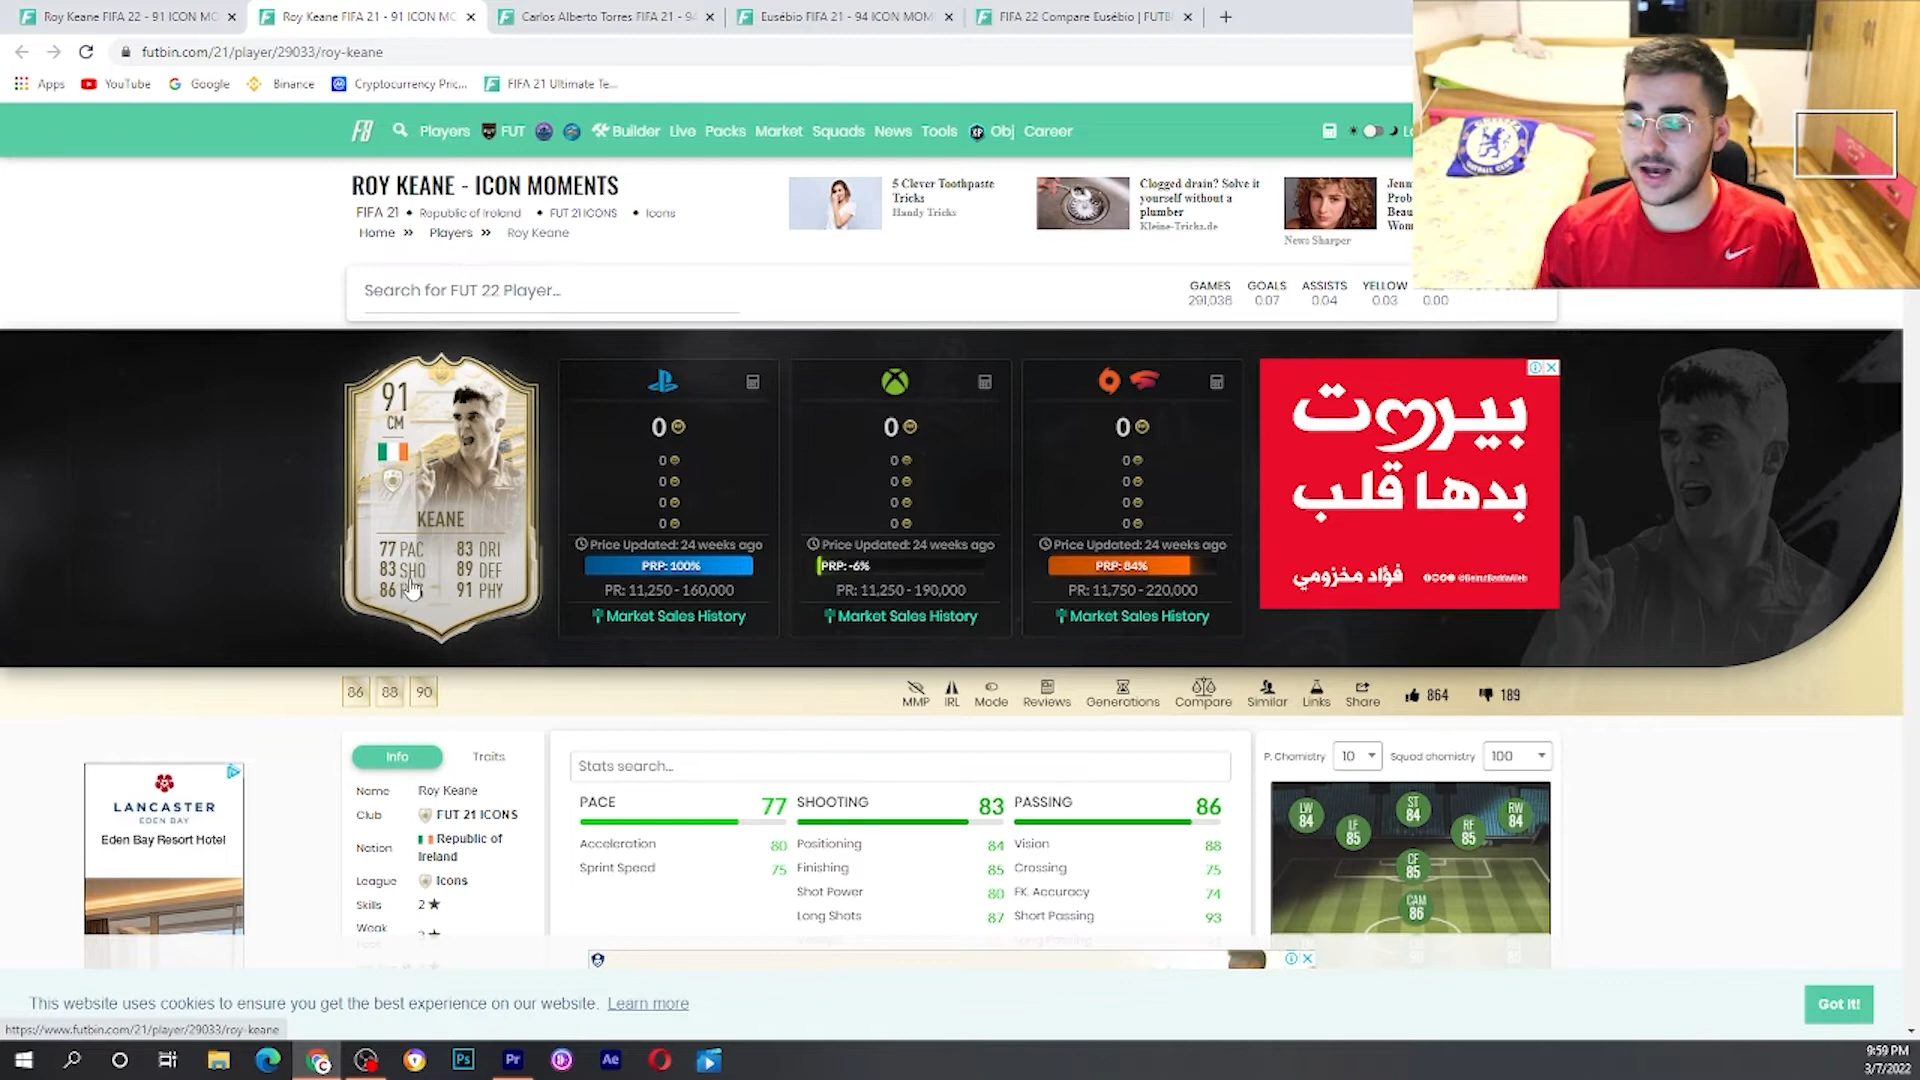 Roy Keane FIFA 22 - 91 ICON MO
Roy Keane FIFA 21 - 91 ICON MO
Carlos Alberto Torres FIFA 21 - 94
Eusébio FIFA 21 - 94 ICON MOM
FIFA 22 Compare Eusébio | FUTB
futbin.com/21/player/29033/roy-keane
Apps YouTube Google Binance Cryptocurrency Pric... FIFA 21 Ultimate Te...
Players FUT Builder Live Packs Market Squads News Tools Obj Career
ROY KEANE - ICON MOMENTS
FIFA 21 • Republic of Ireland • FUT 21 ICONS • Icons
Home » Players » Roy Keane
5 Clever Toothpaste
Tricks
Handy Tricks
Clogged drain? Solve it
yourself without a
plumber
Kleine-Tricks.de
News Sharper
Search for FUT 22 Player...
GAMES GOALS ASSISTS YELLOW
291,036 0.07 0.04 0.03 0.00
91
CM
KEANE
77 PAC 83 DRI
83 SHO 89 DEF
86 91 PHY
0 0 0
0 0 0
0 0 0
0 0 0
0 0 0
Price Updated: 24 weeks ago Price Updated: 24 weeks ago Price Updated: 24 weeks ago
PRP: 100% PRP: -6% PRP: 84%
PR: 11,250 - 160,000 PR: 11,250 - 190,000 PR: 11,750 - 220,000
Market Sales History Market Sales History Market Sales History
بيروت
بدها قلب
فؤاد مخزومي
86 88 90
MMP IRL Mode Reviews Generations Compare Similar Links Share 864 189
Info Traits
Name Roy Keane
Club FUT 21 ICONS
Nation Republic of
Ireland
League Icons
Skills 2 ★
Weak
Stats search...
PACE 77 SHOOTING 83 PASSING 86
Acceleration 80 Positioning 84 Vision 88
Sprint Speed 75 Finishing 85 Crossing 75
Shot Power 80 FK. Accuracy 74
Long Shots 87 Short Passing 93
P. Chemistry 10 Squad chemistry 100
LW
84
ST
84
RW
84
LF
85
RF
85
CF
85
CAM
86
LANCASTER
EDEN BAY
Eden Bay Resort Hotel
This website uses cookies to ensure you get the best experience on our website. Learn more
Got it!
https://www.futbin.com/21/player/29033/roy-keane
9:59 PM
3/7/2022